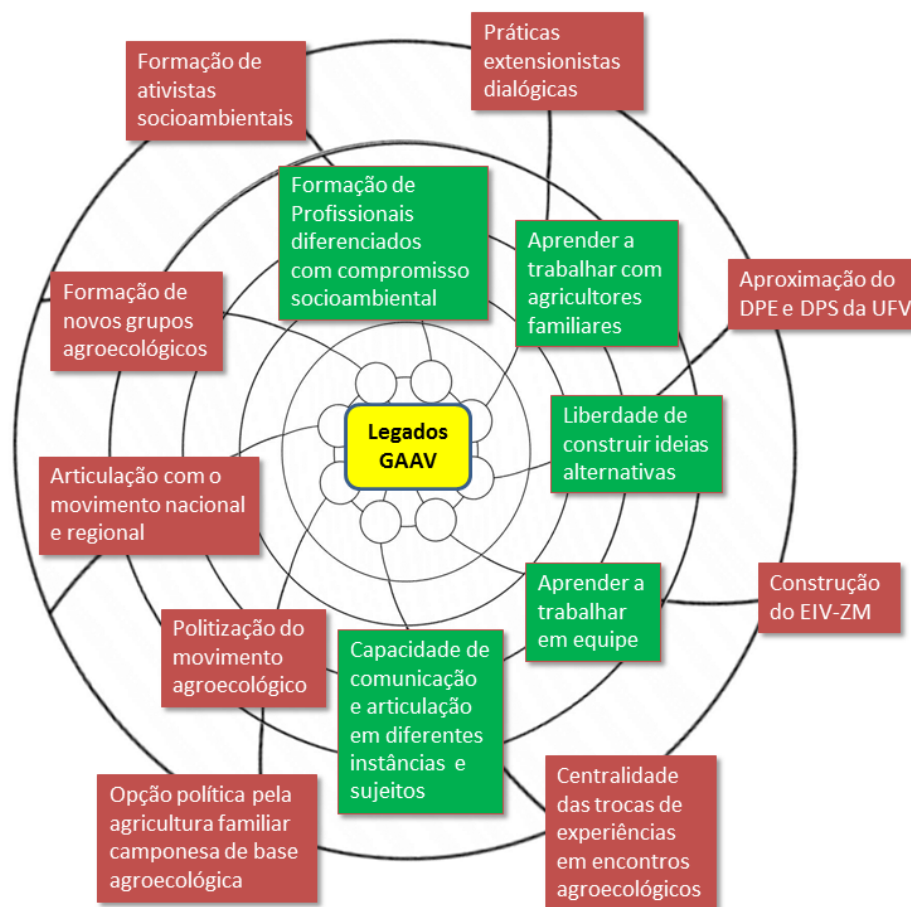 Formação de
ativistas
socioambientais
Práticas
extensionistas
dialógicas
Formação de
Profissionais
diferenciados
com compromisso
socioambiental
Aprender a
trabalhar com
agricultores
familiares
Aproximação do
DPE e DPS da UFV
Formação de
novos grupos
agroecológicos
Legados
GAAV
Liberdade de
construir ideias
alternativas
Articulação com o
movimento nacional
e regional
Aprender a
trabalhar
em equipe
Construção
do EIV-ZM
Politização do
movimento
agroecológico
Capacidade de
comunicação
e articulação
em diferentes
instâncias e
sujeitos
Opção política pela
agricultura familiar
camponesa de base
agroecológica
Centralidade
das trocas de
experiências
em encontros
agroecológicos